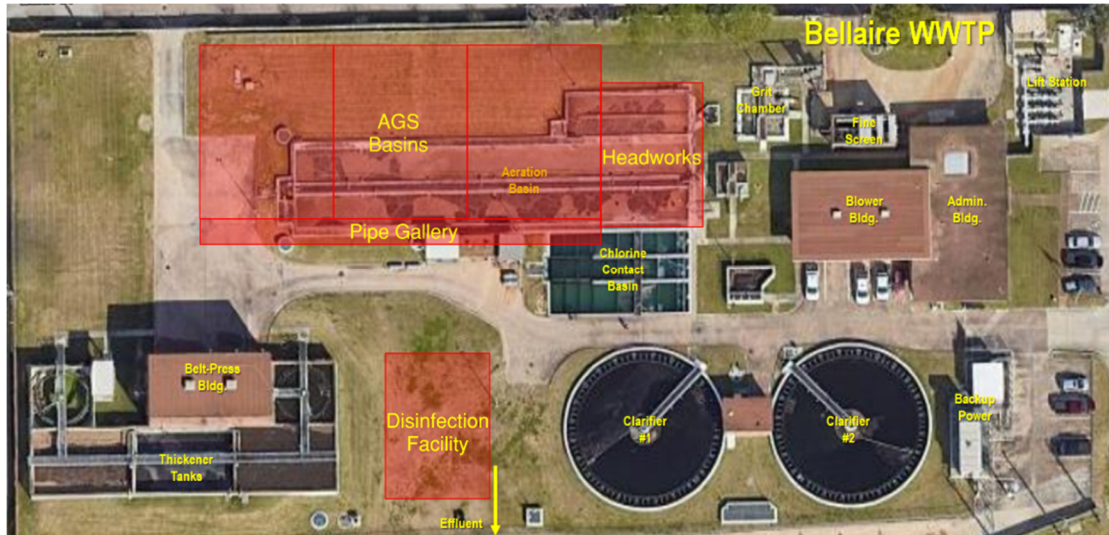 Bellaire WWTP
Lift Station
Grit
Chamber
Fine
Screen
AGS
Basins
Headworks
Aeration
Basin
Blower
Bldg.
Admin.
Bldg.
Pipe Gallery
Chlorine
Contact
Basin
Belt-Press
Bldg.
Disinfection
Facility
Clarifier
#1
Clarifier
#2
Backup
Power
Thickener
Tanks
Effluent